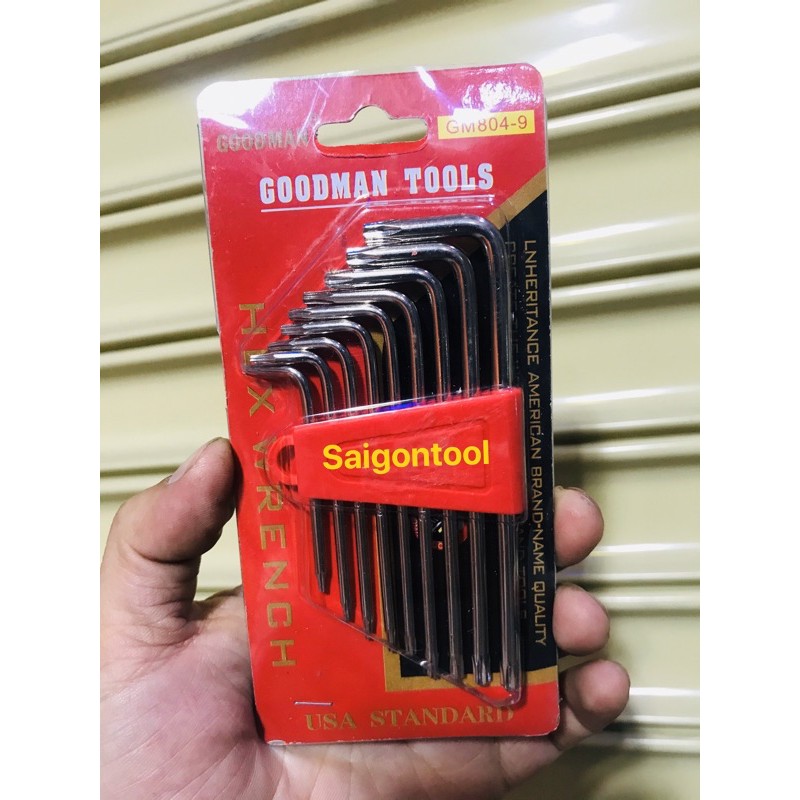 GOODMAN
GM804-9
GOODMAN TOOLS
HEX WRENCH
LNHERITANCE AMERICAN BRAND-NAME QUALITY
Saigontool
USA STANDARD